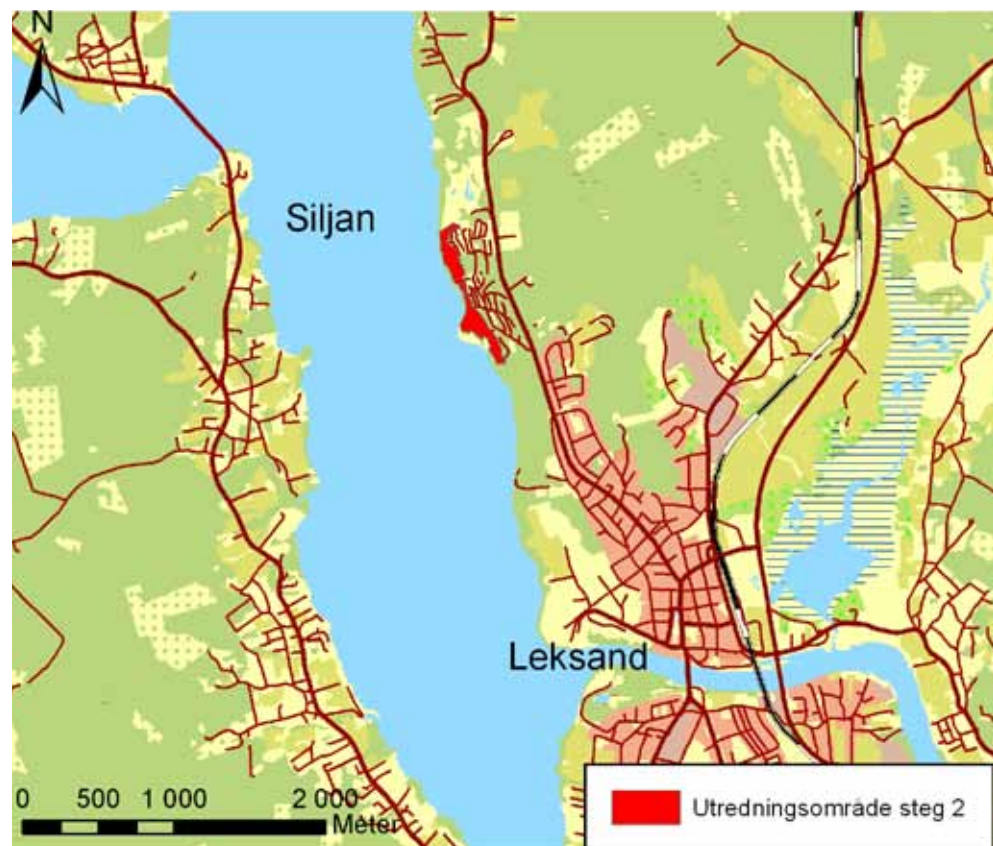 N
Siljan
Leksand
0 500 1 000 2 000
Meter
Utredningsområde steg 2